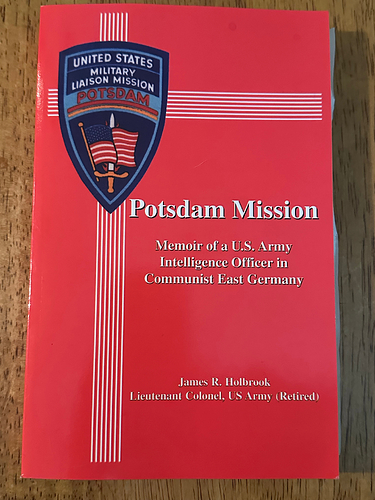 UNITED STATES
MILITARY
LIAISON MISSION
POTSDAM
Potsdam Mission
Memoir of a U.S. Army
Intelligence Officer in
Communist East Germany
James R. Holbrook
Lieutenant Colonel, US Army (Retired)